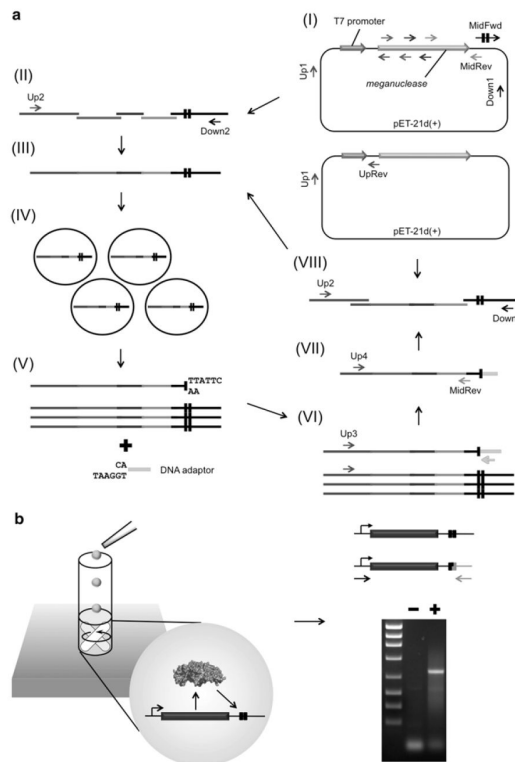 a
(I)
T7 promoter
MidFwd
MidRev
meganuclease
Up1
Down1
pET-21d(+)
Up1
UpRev
pET-21d(+)
(II)
Up2
Down2
(III)
(IV)
(V)
TTATTC
AA
+
CA
TAAGGT
DNA adaptor
(VIII)
Up2
Down
(VII)
Up4
MidRev
(VI)
Up3
b
- +